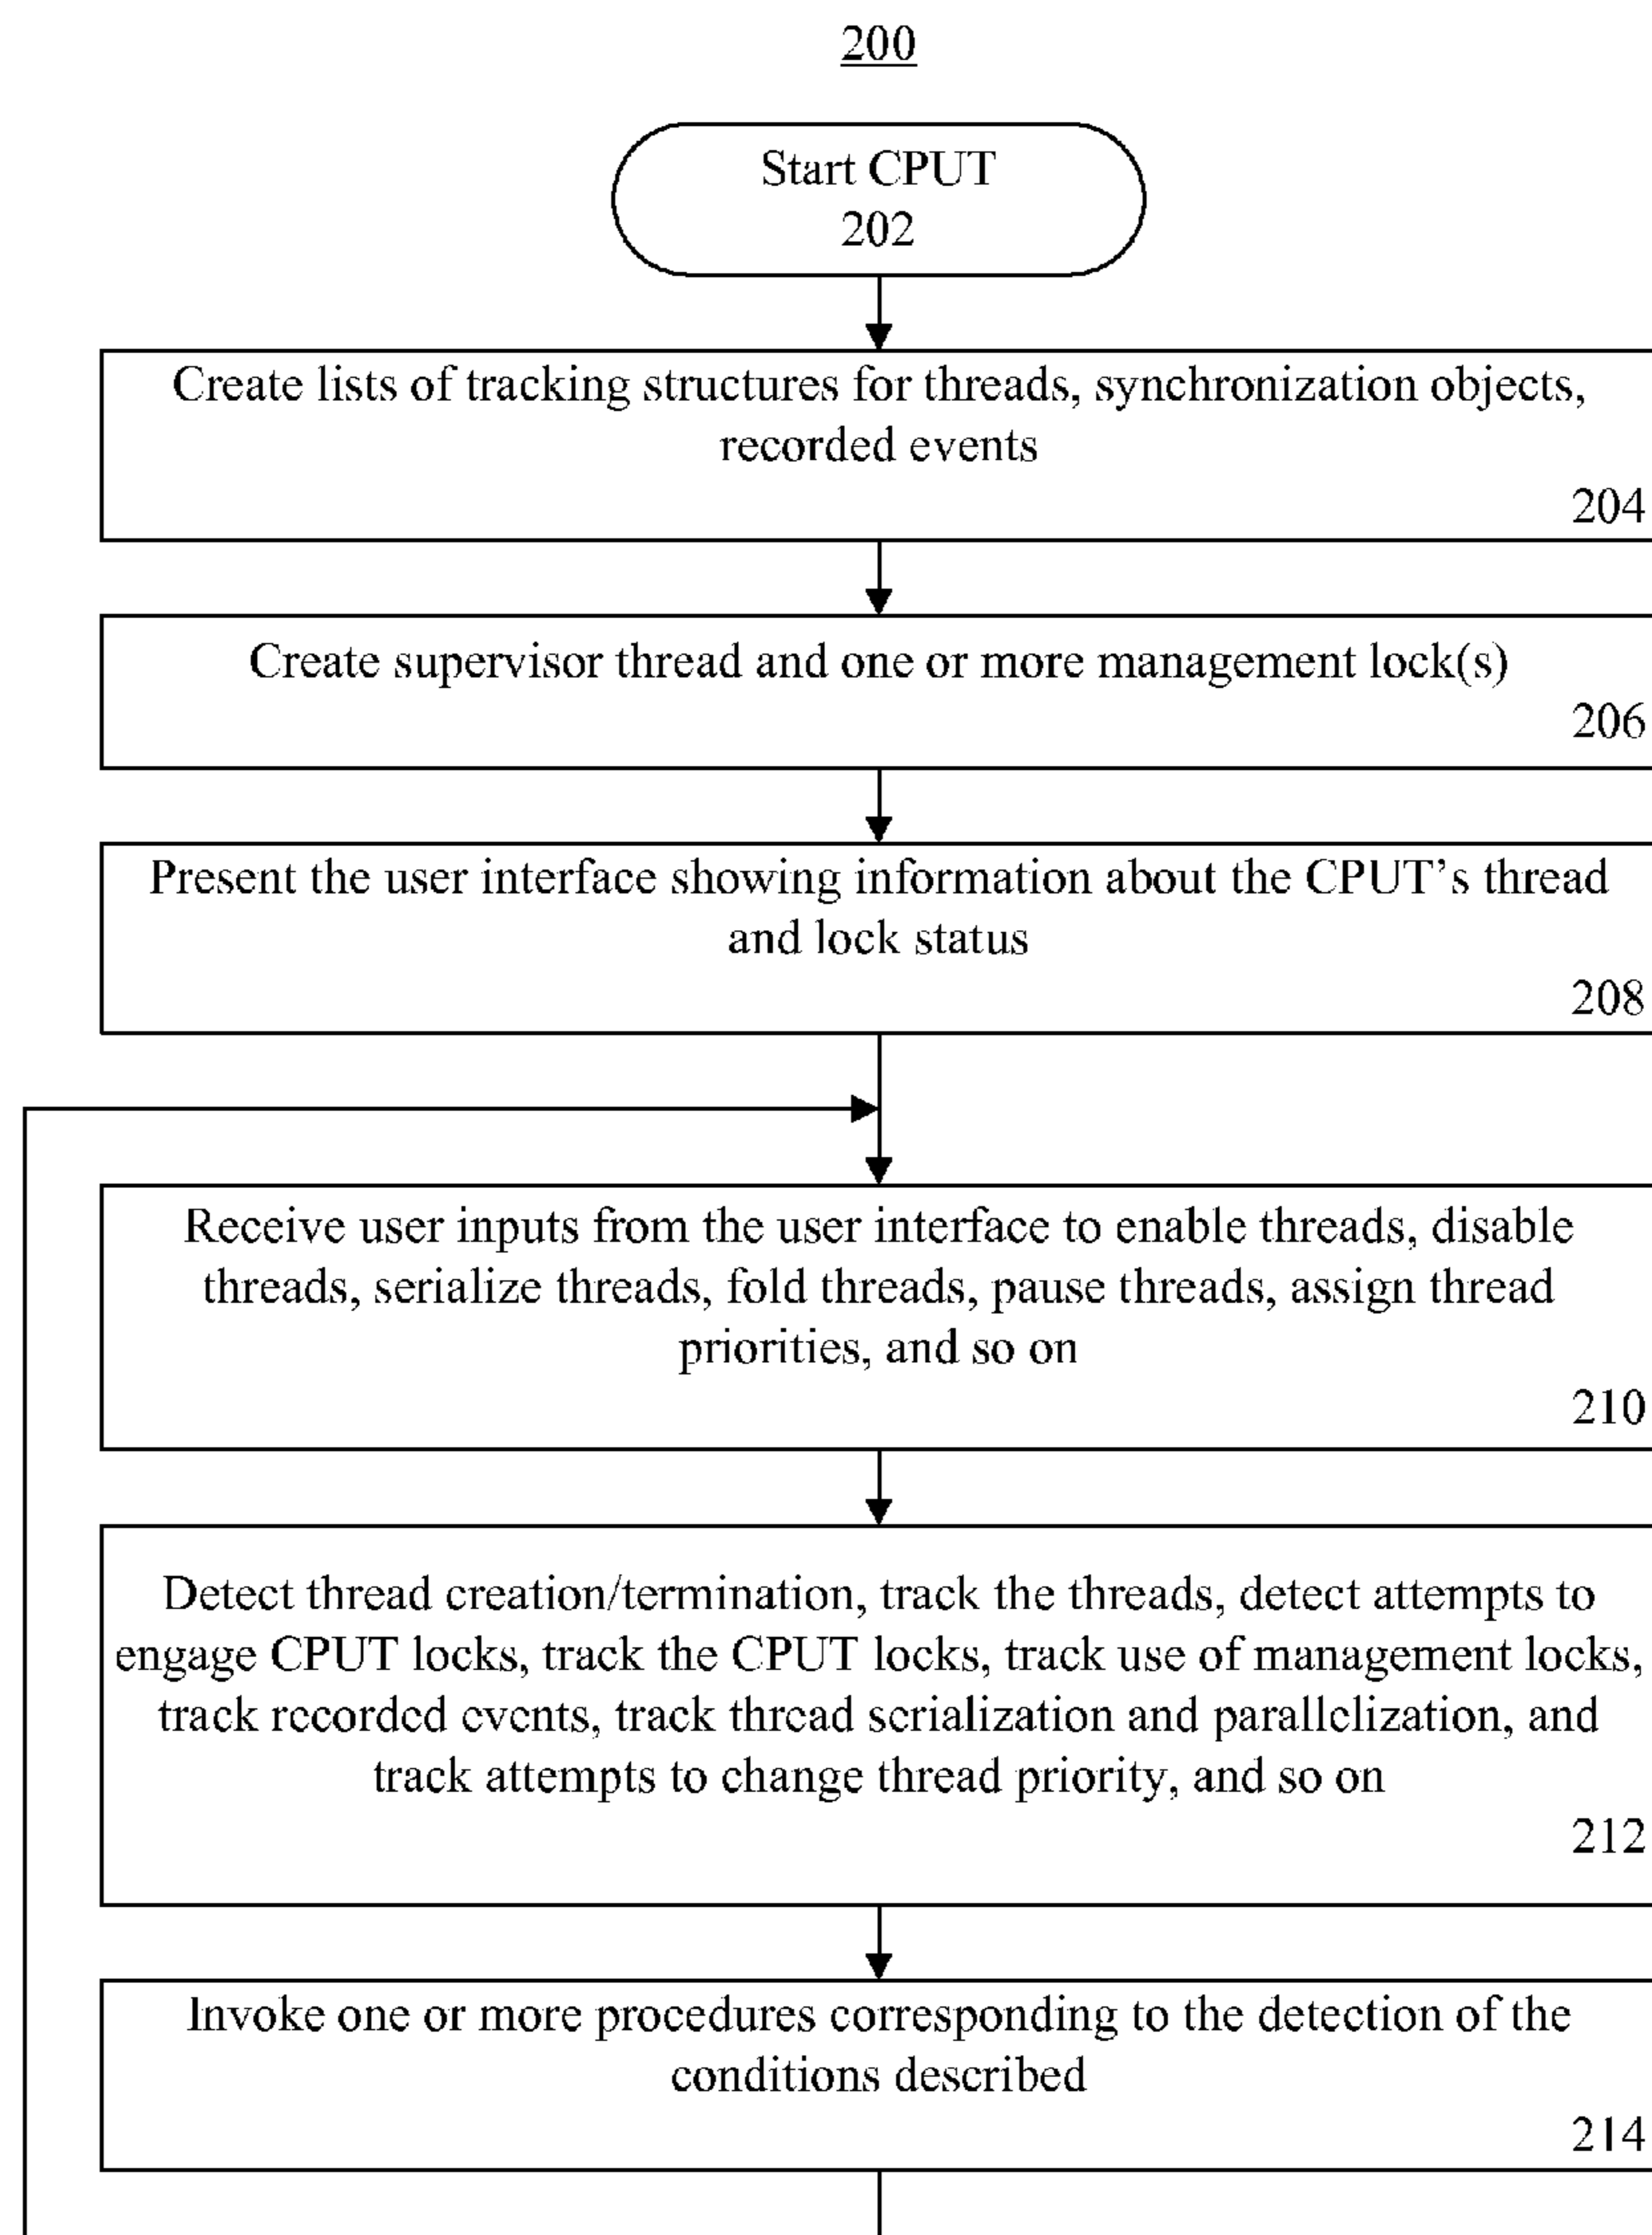 200
Start CPUT
202
Create lists of tracking structures for threads, synchronization objects,
recorded events
204
Create supervisor thread and one or more management lock(s)
206
Present the user interface showing information about the CPUT’s thread
and lock status
208
Receive user inputs from the user interface to enable threads, disable
threads, serialize threads, fold threads, pause threads, assign thread
priorities, and so on
210
Detect thread creation/termination, track the threads, detect attempts to
engage CPUT locks, track the CPUT locks, track use of management locks,
track recorded events, track thread serialization and parallelization, and
track attempts to change thread priority, and so on
212
Invoke one or more procedures corresponding to the detection of the
conditions described
214